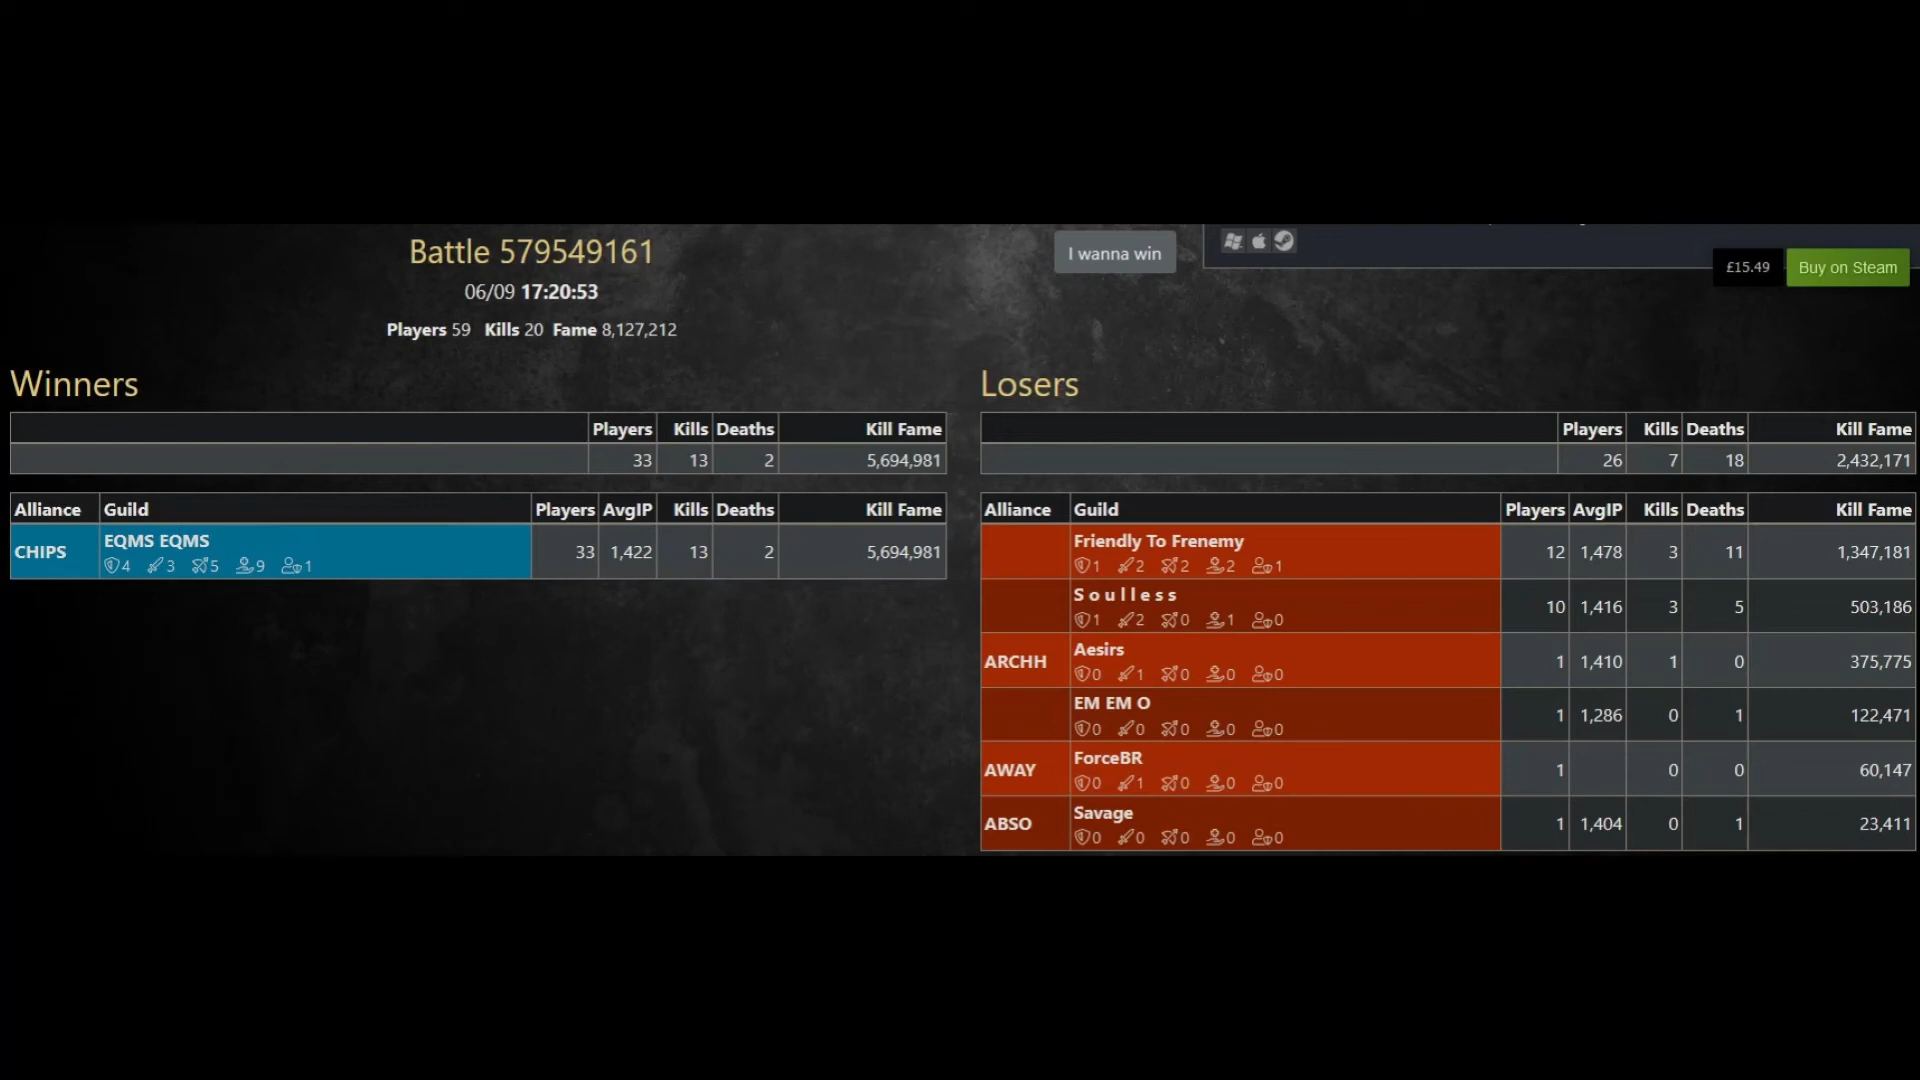 Battle 579549161
06/09 17:20:53
Players 59 Kills 20 Fame 8,127,212
I wanna win
£15.49 Buy on Steam
Winners
Players Kills Deaths Kill Fame
33 13 2 5,694,981
Alliance Guild Players AvgIP Kills Deaths Kill Fame
CHIPS EQMS EQMS 33 1,422 13 2 5,694,981
4 3 5 9 1
Losers
Players Kills Deaths Kill Fame
26 7 18 2,432,171
Alliance Guild Players AvgIP Kills Deaths Kill Fame
Friendly To Frenemy 12 1,478 3 11 1,347,181
1 2 2 2 1
S o u l l e s s 10 1,416 3 5 503,186
1 2 0 1 0
ARCHH Aesirs 1 1,410 1 0 375,775
0 1 0 0 0
EM EM O 1 1,286 0 1 122,471
0 0 0 0 0
AWAY ForceBR 1 0 0 60,147
0 1 0 0 0
ABSO Savage 1 1,404 0 1 23,411
0 0 0 0 0